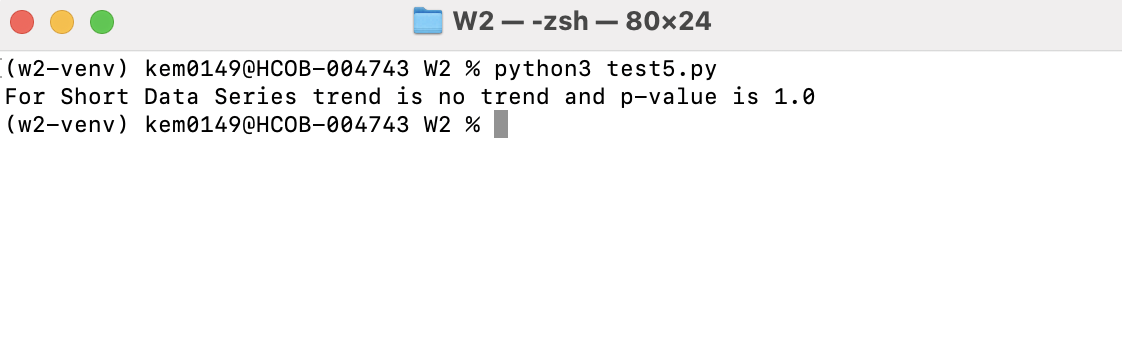 W2 — -zsh — 80×24
(w2-venv) kem0149@HCOB-004743 W2 % python3 test5.py
For Short Data Series trend is no trend and p-value is 1.0
(w2-venv) kem0149@HCOB-004743 W2 %